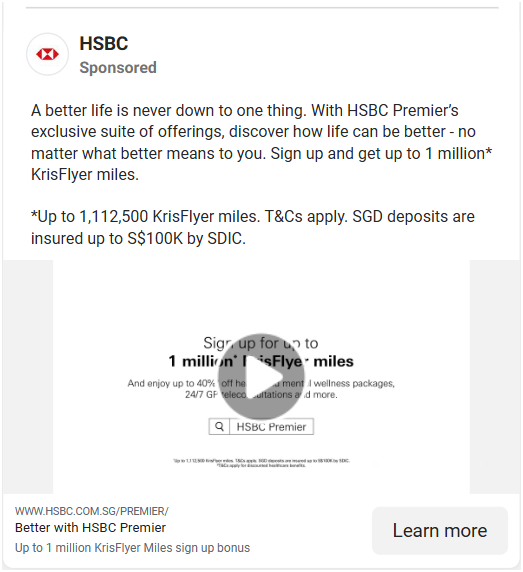 HSBC
Sponsored
A better life is never down to one thing. With HSBC Premier's
exclusive suite of offerings, discover how life can be better - no
matter what better means to you. Sign up and get up to 1 million*
KrisFlyer miles.
*Up to 1,112,500 KrisFlyer miles. T&Cs apply. SGD deposits are
insured up to S$100K by SDIC.
Sign up for up to
1 million* KrisFlyer miles
And enjoy up to 40% off he mental wellness packages,
24/7 GP teleconsultations and more.
HSBC Premier
*Up to 1,112,500 KrisFlyer miles. T&Cs apply. SGD deposits are insured up to S$100K by SDIC.
*T&Cs apply for discounted healthcare benefits.
WWW.HSBC.COM.SG/PREMIER/
Better with HSBC Premier
Up to 1 million KrisFlyer Miles sign up bonus
Learn more